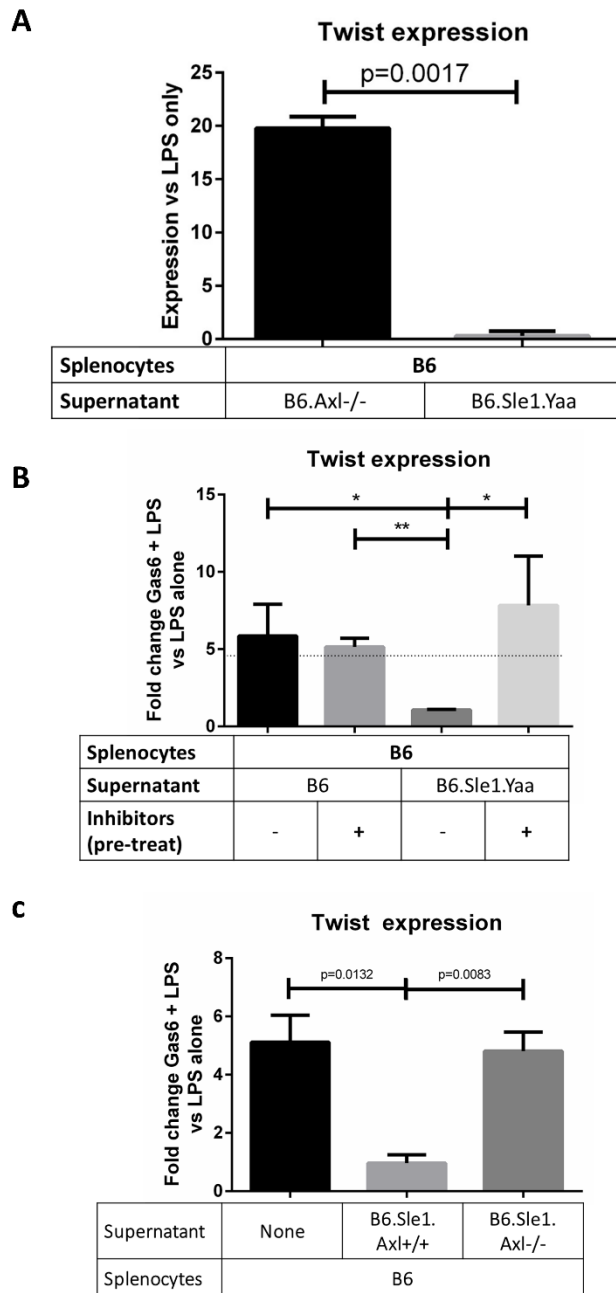 A
Twist expression
p=0.0017
Expression vs LPS only
25
20
15
10
5
0
Splenocytes B6
Supernatant B6.Axl-/- B6.Sle1.Yaa
B
Twist expression
* *
**
Fold change Gas6 + LPS
vs LPS alone
15
10
5
0
Splenocytes B6
Supernatant B6 B6.Sle1.Yaa
Inhibitors
(pre-treat) - + - +
c
Twist expression
p=0.0132 p=0.0083
Fold change Gas6 + LPS
vs LPS alone
8
6
4
2
0
Supernatant None B6.Sle1. B6.Sle1.
Axl+/+ Axl-/-
Splenocytes B6